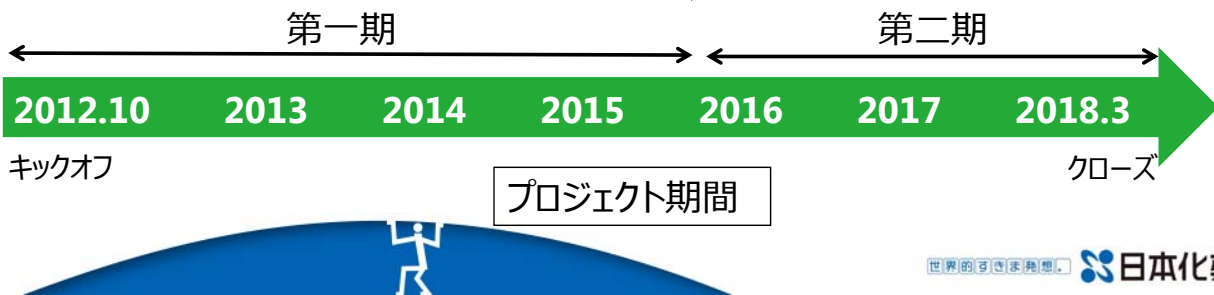 第一期 第二期
2012.10 2013 2014 2015 2016 2017 2018.3
キックオフ クローズ
プロジェクト期間
世界的すきま発想。 日本化